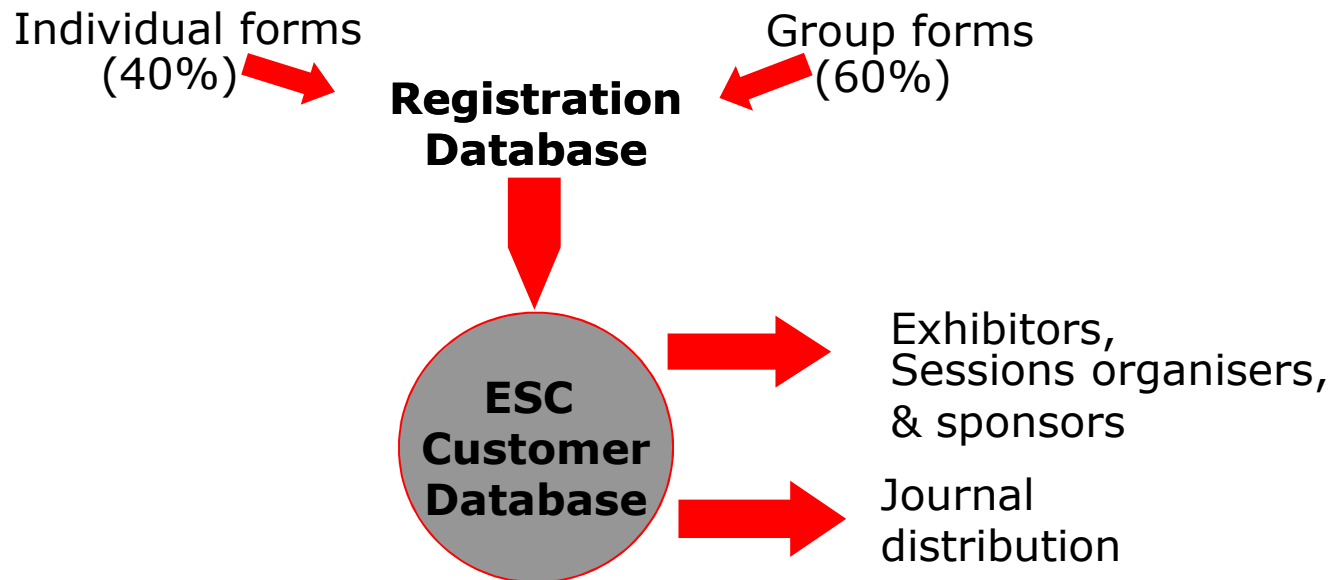 Individual forms
(40%)
Group forms
(60%)
Registration
Database
ESC
Customer
Database
Exhibitors,
Sessions organisers,
& sponsors
Journal
distribution